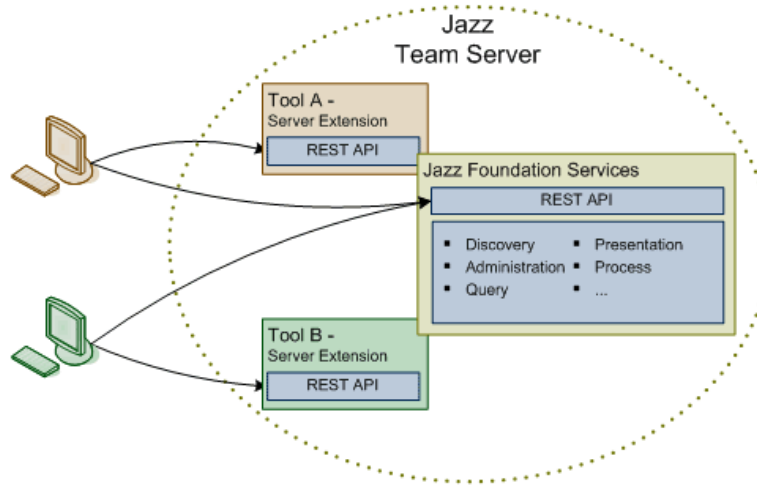 Jazz
Team Server
Tool A -
Server Extension
REST API
Jazz Foundation Services
REST API
▪ Discovery
▪ Administration
▪ Query
▪ Presentation
▪ Process
▪ ...
Tool B -
Server Extension
REST API